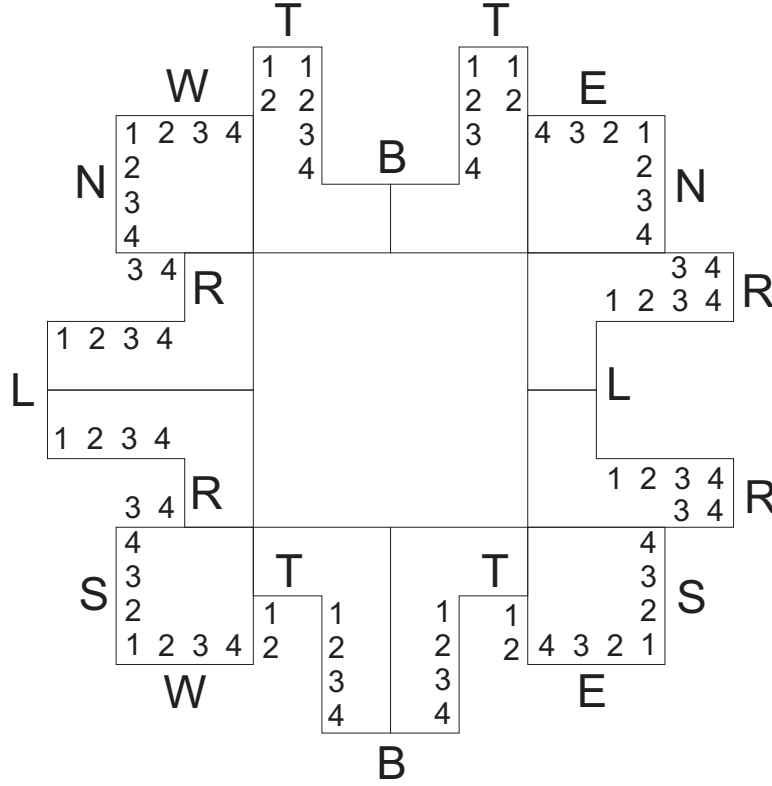 T T
W E
1 1 1 1
2 2 2 2
3 3
4 B 4
N 1 2 3 4 4 3 2 1 N
2 2
3 3
4 4
3 4 R 3 4 R
1 2 3 4
1 2 3 4
L L
1 2 3 4
1 2 3 4
3 4 R 3 4 R
4 4
S 3 T T 3 S
2 1 1 1 1 2
1 2 3 4 2 2 2 2 4 3 2 1
3 3
W 4 4 E
B